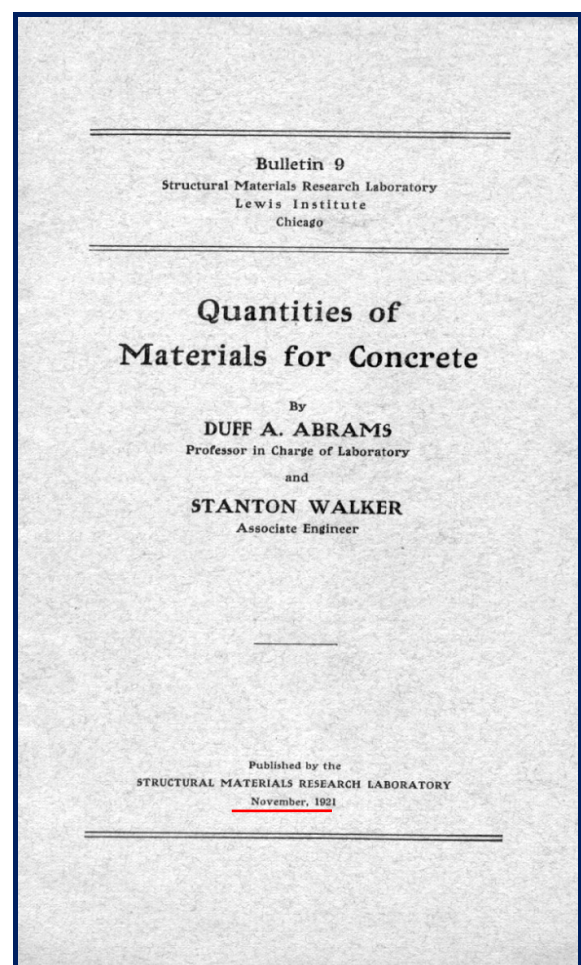 Bulletin 9
Structural Materials Research Laboratory
Lewis Institute
Chicago
Quantities of
Materials for Concrete
By
DUFF A. ABRAMS
Professor in Charge of Laboratory
and
STANTON WALKER
Associate Engineer
Published by the
STRUCTURAL MATERIALS RESEARCH LABORATORY
November, 1921